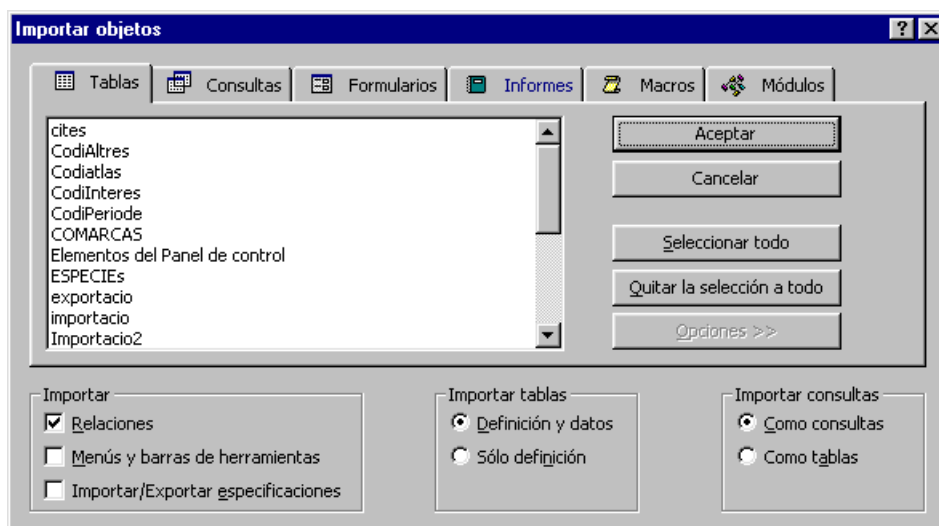 Importar objetos
Tablas Consultas Formularios Informes Macros Módulos
cites
CodiAltres
Codiatlas
CodiInteres
CodiPeriode
COMARCAS
Elementos del Panel de control
ESPECIEs
exportacio
importacio
Importacio2
Aceptar
Cancelar
Seleccionar todo
Quitar la selección a todo
Opciones >>
Importar
Relaciones
Menús y barras de herramientas
Importar/Exportar especificaciones
Importar tablas
Definición y datos
Sólo definición
Importar consultas
Como consultas
Como tablas